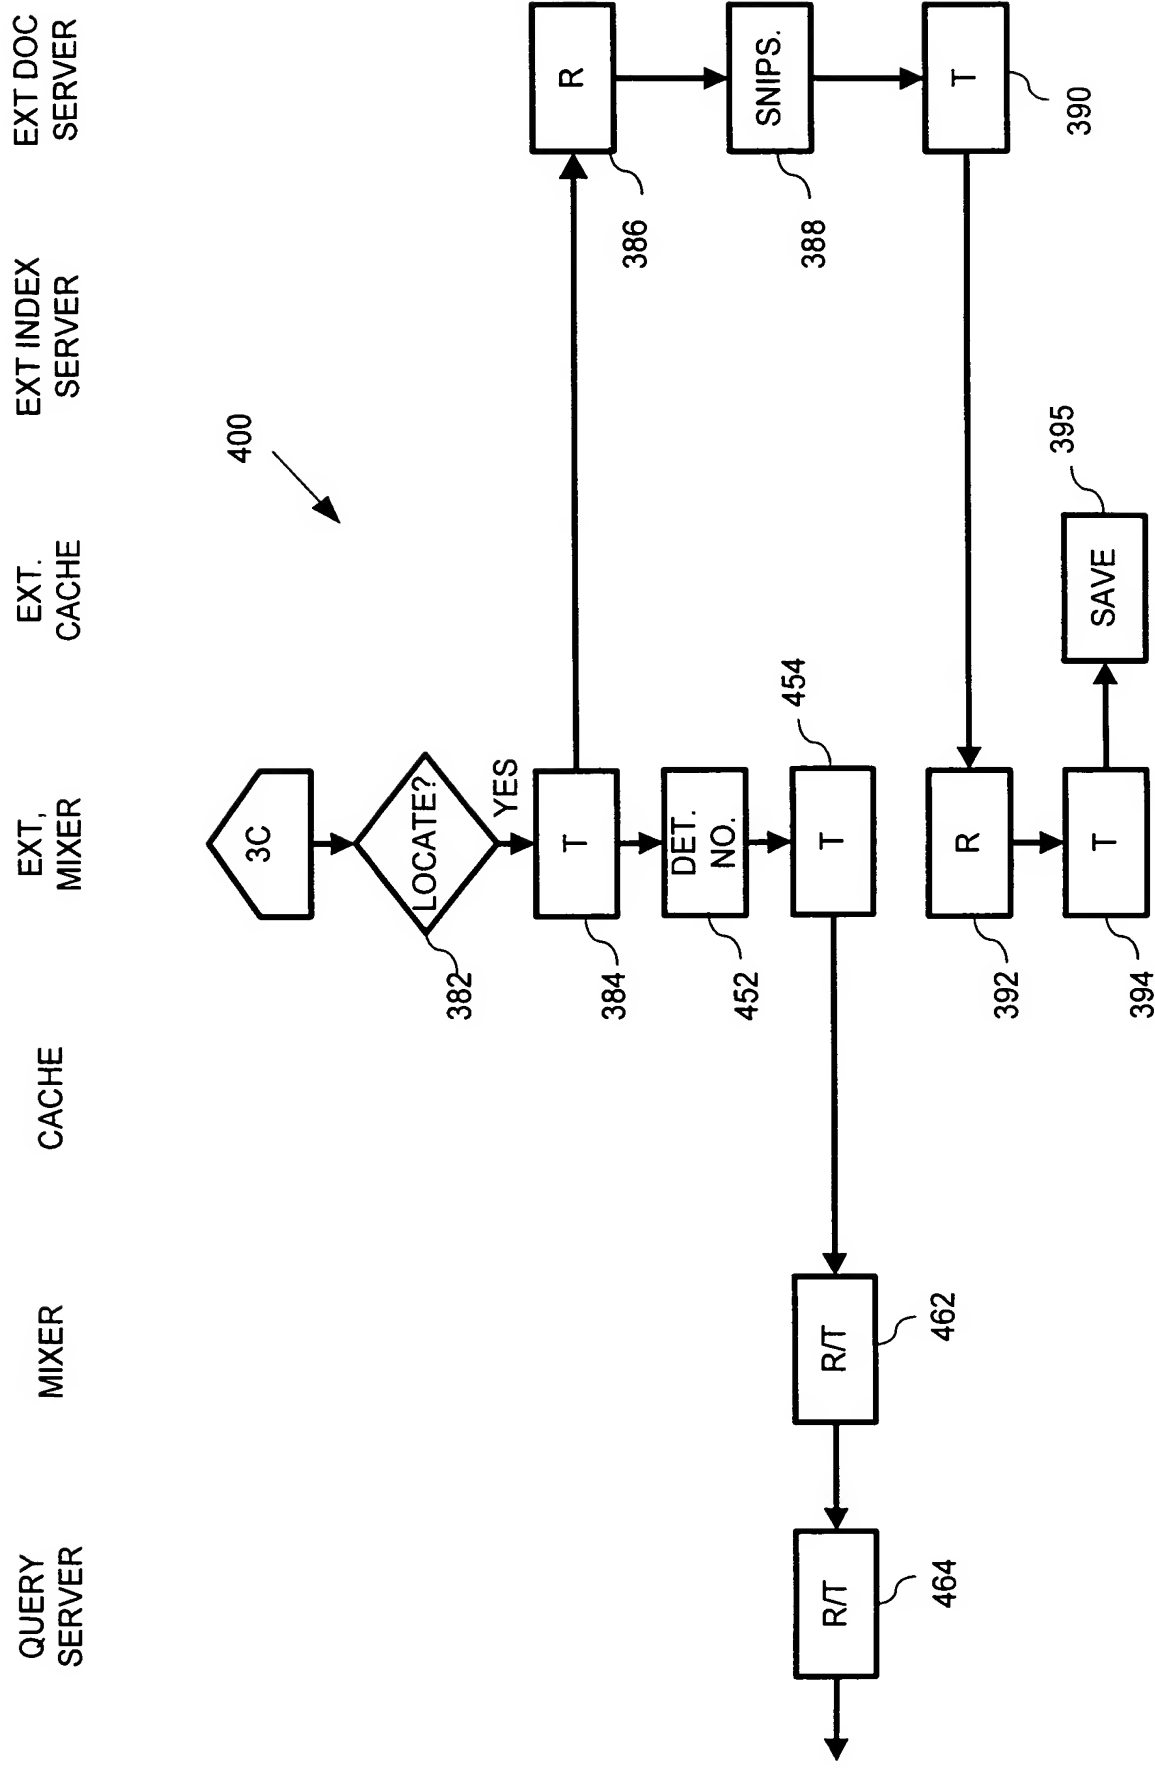 QUERY
SERVER
MIXER
CACHE
EXT,
MIXER
EXT.
CACHE
EXT INDEX
SERVER
EXT DOC
SERVER
400
3C
LOCATE?
382
YES
T
384
R
386
DET.
NO.
452
SNIPS.
388
R/T
464
R/T
462
T
454
T
390
R
392
T
394
SAVE
395